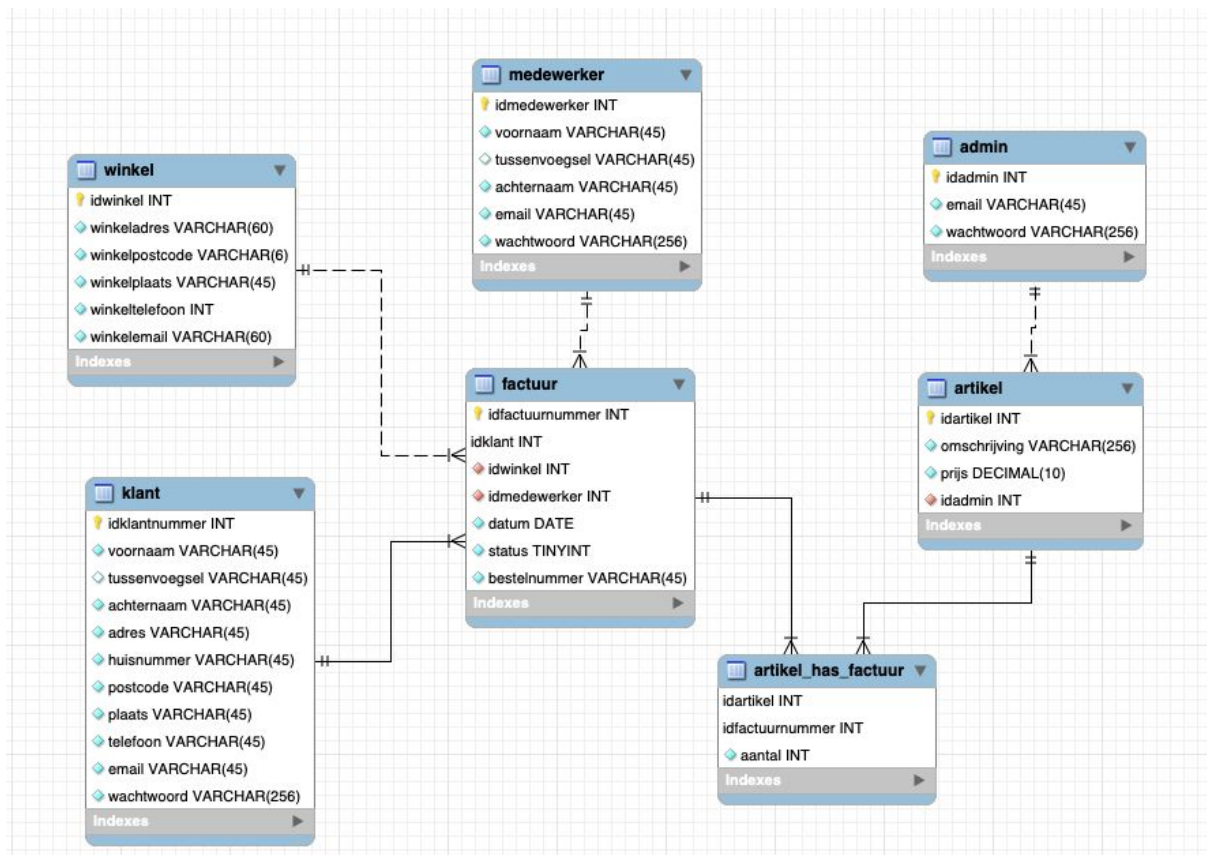 medewerker
idmedewerker INT
voornaam VARCHAR(45)
tussenvoegsel VARCHAR(45)
achternaam VARCHAR(45)
email VARCHAR(45)
wachtwoord VARCHAR(256)
Indexes
admin
idadmin INT
email VARCHAR(45)
wachtwoord VARCHAR(256)
Indexes
winkel
idwinkel INT
winkeladres VARCHAR(60)
winkelpostcode VARCHAR(6)
winkelplaats VARCHAR(45)
winkeltelefoon INT
winkelemail VARCHAR(60)
Indexes
factuur
idfactuurnummer INT
idklant INT
idwinkel INT
idmedewerker INT
datum DATE
status TINYINT
bestelnummer VARCHAR(45)
Indexes
artikel
idartikel INT
omschrijving VARCHAR(256)
prijs DECIMAL(10)
idadmin INT
Indexes
klant
idklantnummer INT
voornaam VARCHAR(45)
tussenvoegsel VARCHAR(45)
achternaam VARCHAR(45)
adres VARCHAR(45)
huisnummer VARCHAR(45)
postcode VARCHAR(45)
plaats VARCHAR(45)
telefoon VARCHAR(45)
email VARCHAR(45)
wachtwoord VARCHAR(256)
Indexes
artikel_has_factuur
idartikel INT
idfactuurnummer INT
aantal INT
Indexes